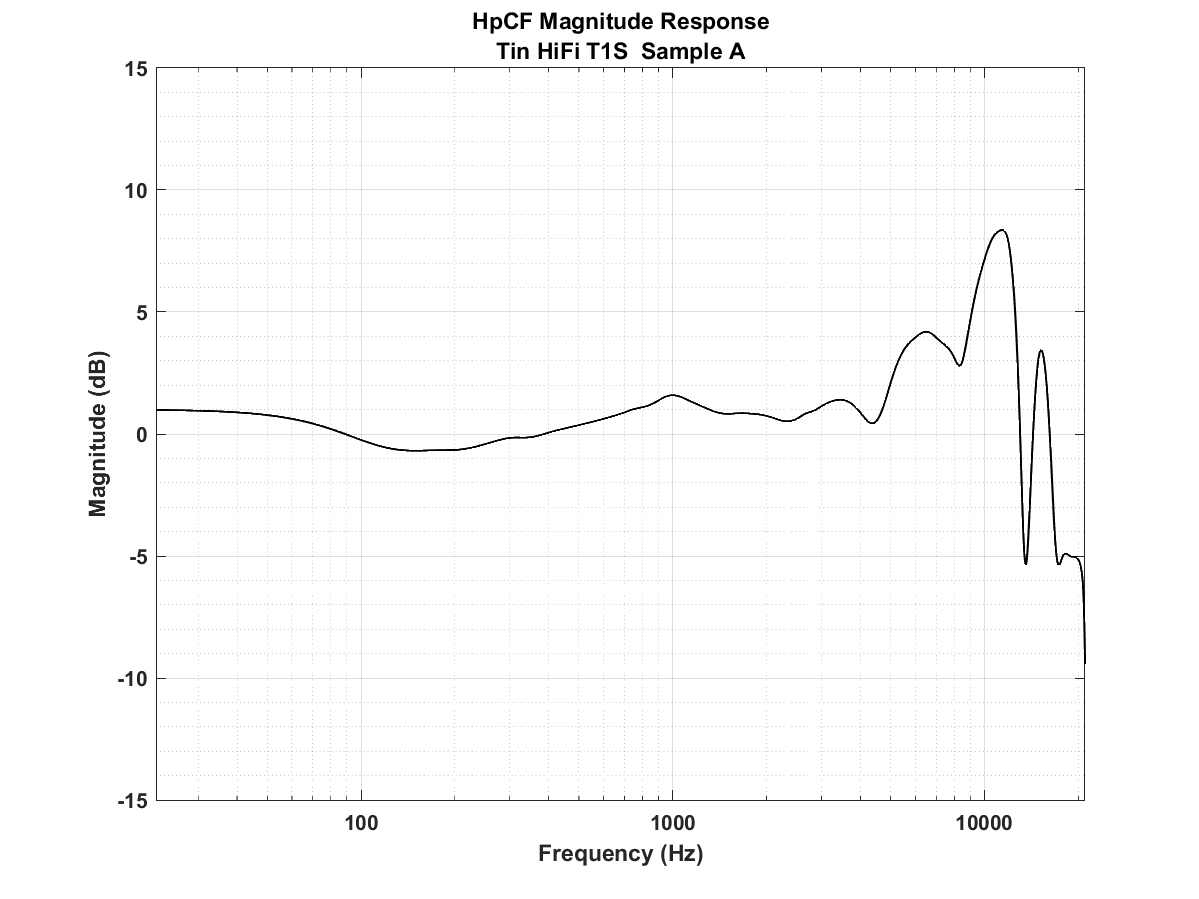 HpCF Magnitude Response
Tin HiFi T1S  Sample A
15
10
5
0
-5
-10
-15
Magnitude (dB)
100
1000
10000
Frequency (Hz)